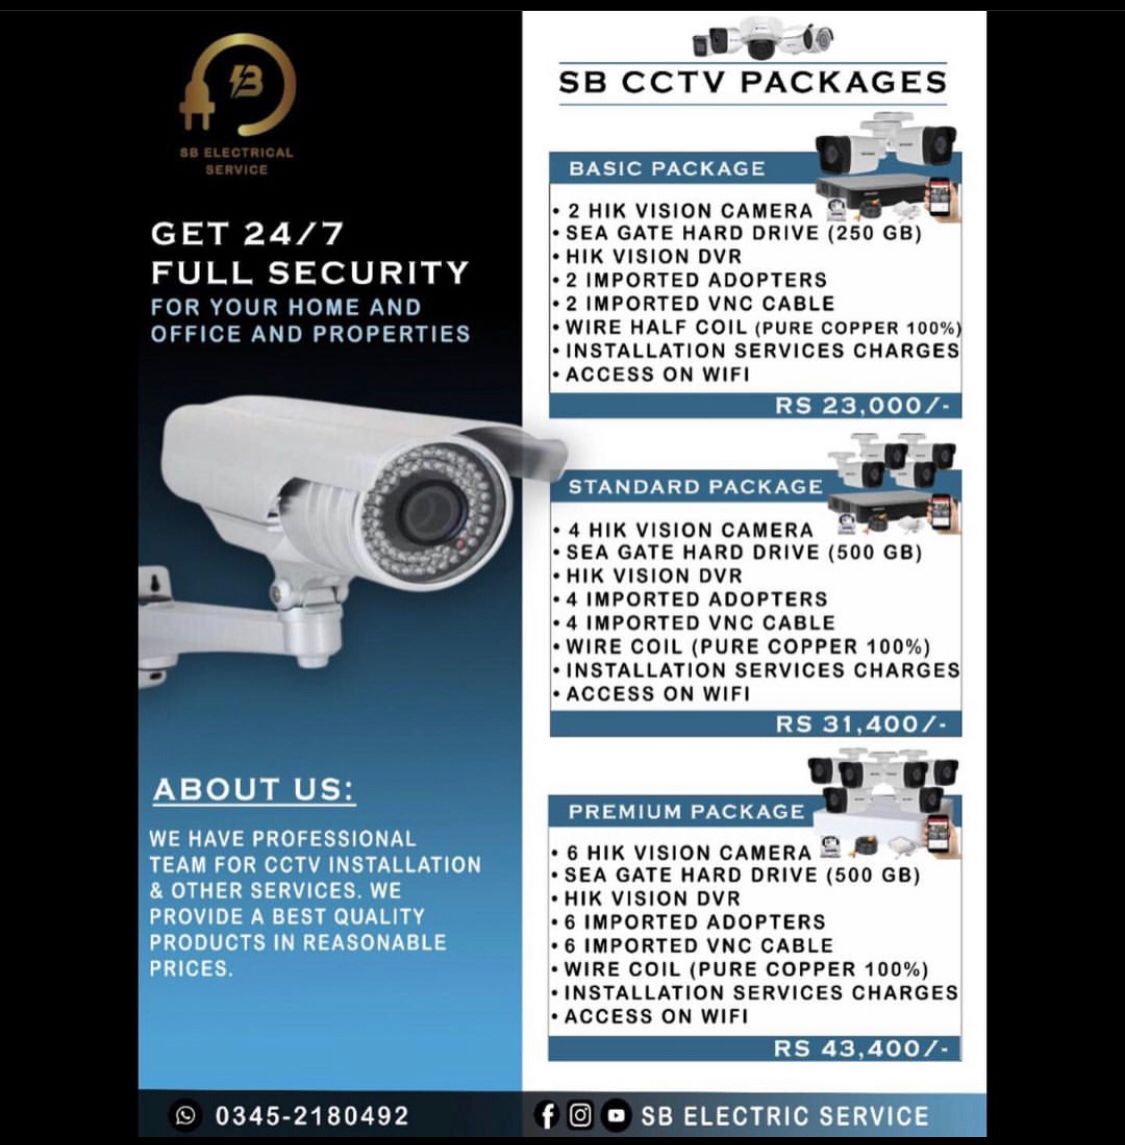 SB ELECTRICAL
SERVICE
GET 24/7
FULL SECURITY
FOR YOUR HOME AND
OFFICE AND PROPERTIES
ABOUT US:
WE HAVE PROFESSIONAL
TEAM FOR CCTV INSTALLATION
& OTHER SERVICES. WE
PROVIDE A BEST QUALITY
PRODUCTS IN REASONABLE
PRICES.
SB CCTV PACKAGES
BASIC PACKAGE
• 2 HIK VISION CAMERA
• SEA GATE HARD DRIVE (250 GB)
• HIK VISION DVR
• 2 IMPORTED ADOPTERS
• 2 IMPORTED VNC CABLE
• WIRE HALF COIL (PURE COPPER 100%)
• INSTALLATION SERVICES CHARGES
• ACCESS ON WIFI
RS 23,000/-
STANDARD PACKAGE
• 4 HIK VISION CAMERA
• SEA GATE HARD DRIVE (500 GB)
• HIK VISION DVR
• 4 IMPORTED ADOPTERS
• 4 IMPORTED VNC CABLE
• WIRE COIL (PURE COPPER 100%)
• INSTALLATION SERVICES CHARGES
• ACCESS ON WIFI
RS 31,400/-
PREMIUM PACKAGE
• 6 HIK VISION CAMERA
• SEA GATE HARD DRIVE (500 GB)
• HIK VISION DVR
• 6 IMPORTED ADOPTERS
• 6 IMPORTED VNC CABLE
• WIRE COIL (PURE COPPER 100%)
• INSTALLATION SERVICES CHARGES
• ACCESS ON WIFI
RS 43,400/-
0345-2180492
SB ELECTRIC SERVICE